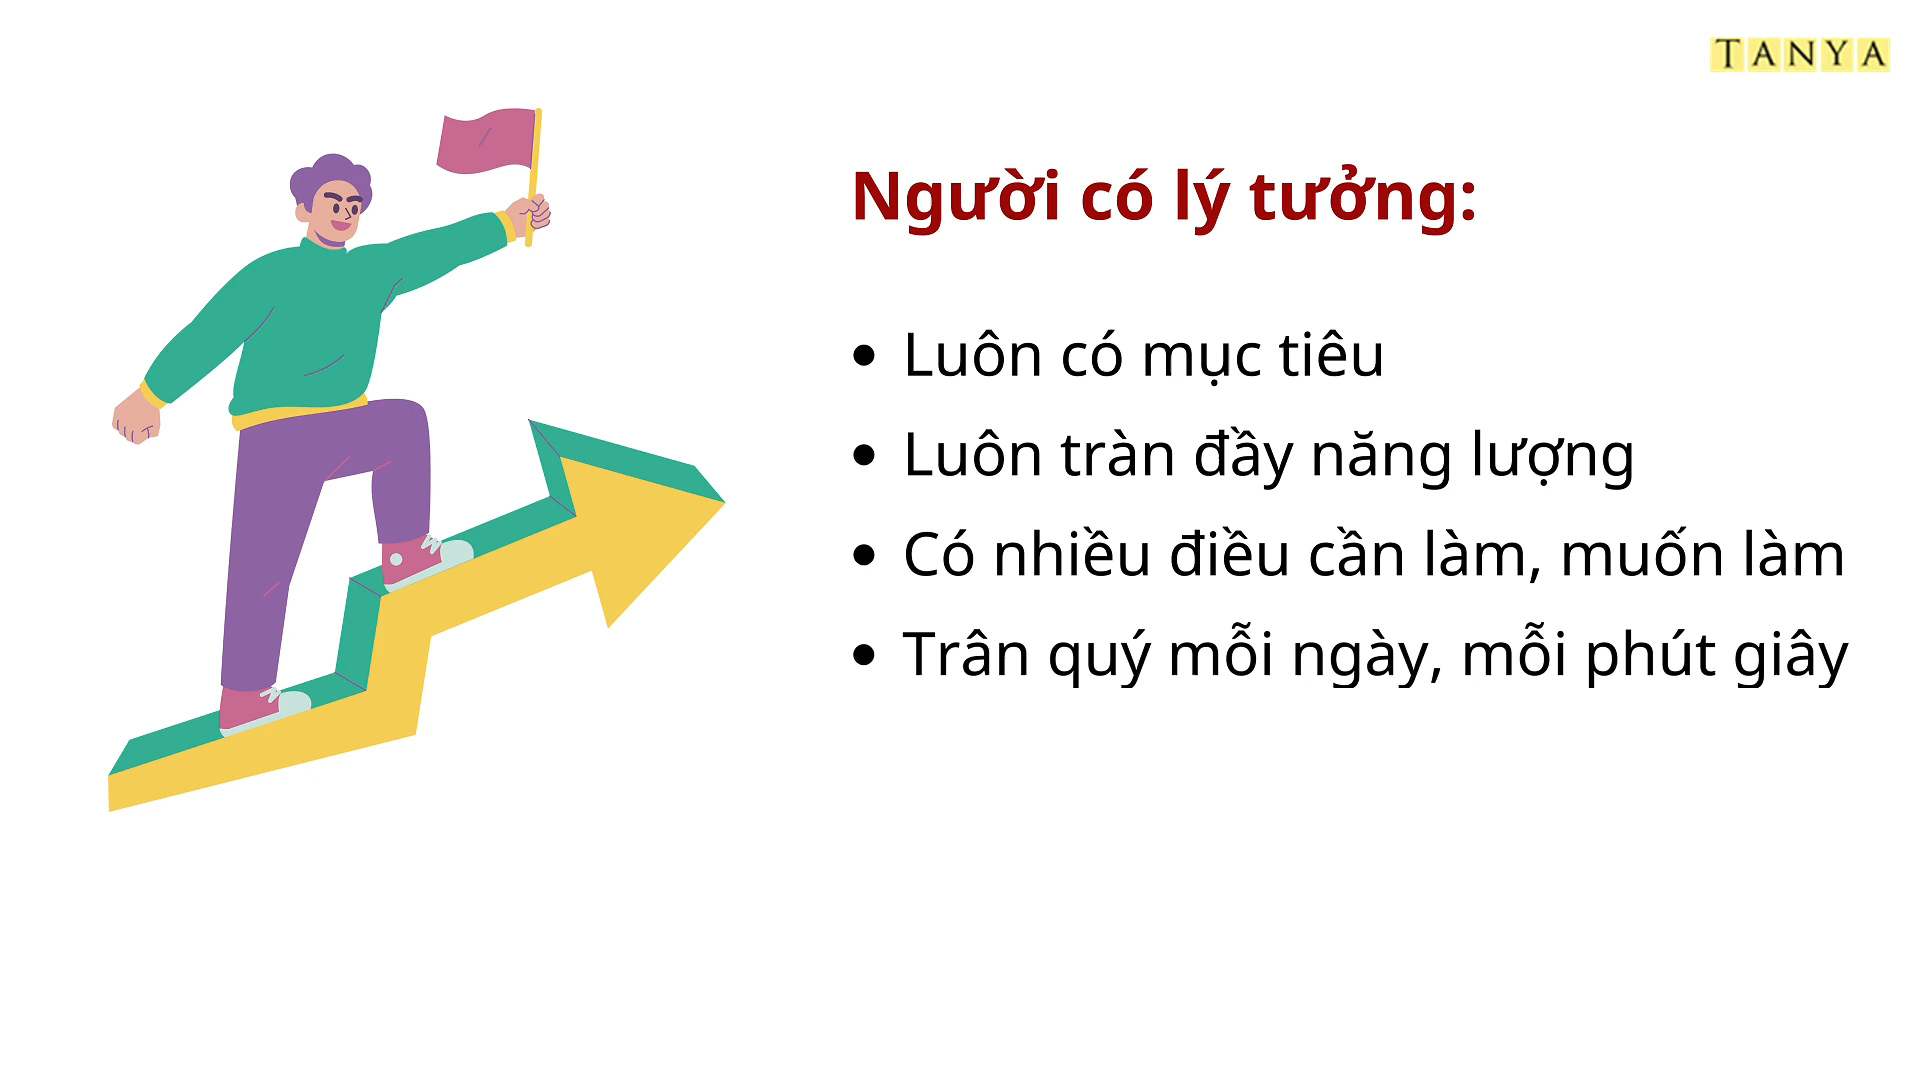 TANYA
Người có lý tưởng:
• Luôn có mục tiêu
• Luôn tràn đầy năng lượng
• Có nhiều điều cần làm, muốn làm
• Trân quý mỗi ngày, mỗi phút giây